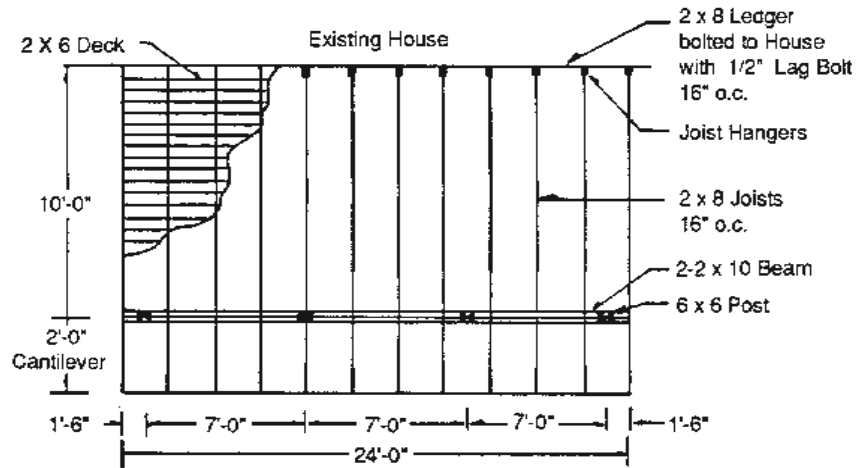 2 x 8 Ledger
bolted to House
with 1/2" Lag Bolt
16" o.c.
2 X 6 Deck
Existing House
Joist Hangers
10'-0"
2 x 8 Joists
16" o.c.
2-2 x 10 Beam
6 x 6 Post
2'-0"
Cantilever
1'-6" 7'-0" 7'-0" 7'-0" 1'-6"
24'-0"